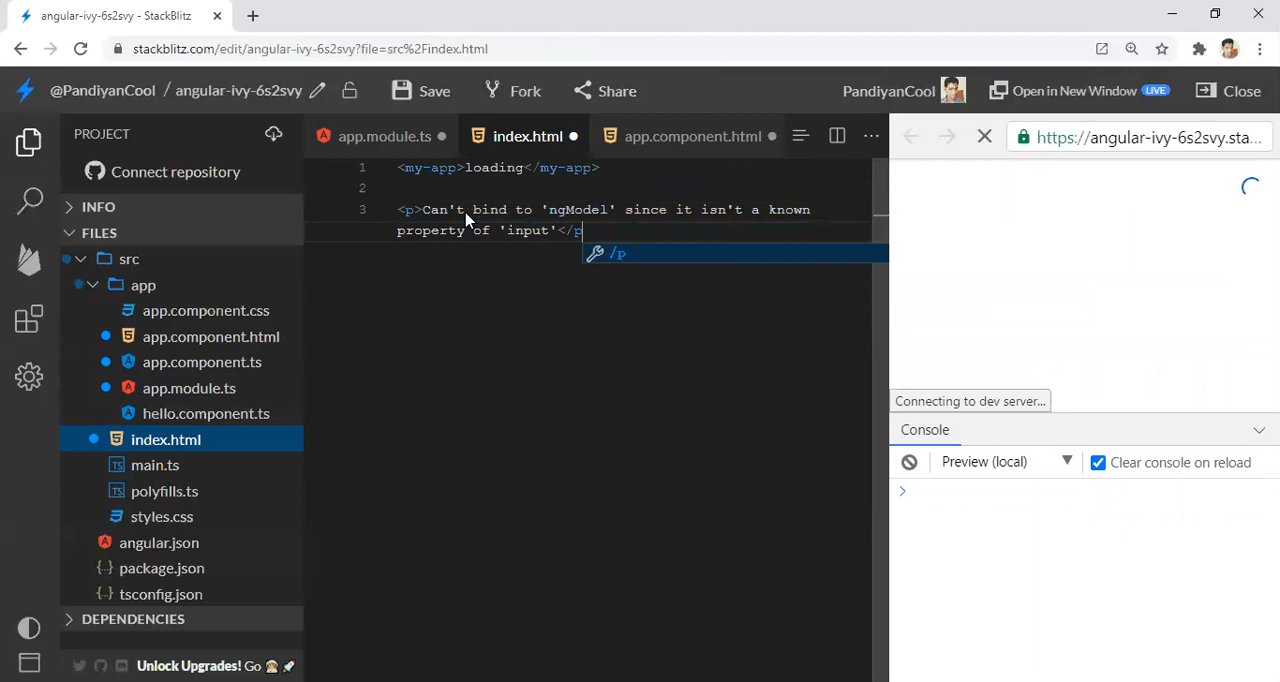 angular-ivy-6s2svy - StackBlitz
stackblitz.com/edit/angular-ivy-6s2svy?file=src%2Findex.html
@PandiyanCool / angular-ivy-6s2svy
Save
Fork
Share
PandiyanCool
Open in New Window LIVE
Close
PROJECT
Connect repository
INFO
FILES
src
app
app.component.css
app.component.html
app.component.ts
app.module.ts
hello.component.ts
index.html
main.ts
polyfills.ts
styles.css
angular.json
package.json
tsconfig.json
DEPENDENCIES
Unlock Upgrades! Go
app.module.ts
index.html
app.component.html
1 <my-app>loading</my-app>
2
3 <p>Can't bind to 'ngModel' since it isn't a known
property of 'input'</p
/p
https://angular-ivy-6s2svy.sta...
Connecting to dev server...
Console
Preview (local)
Clear console on reload